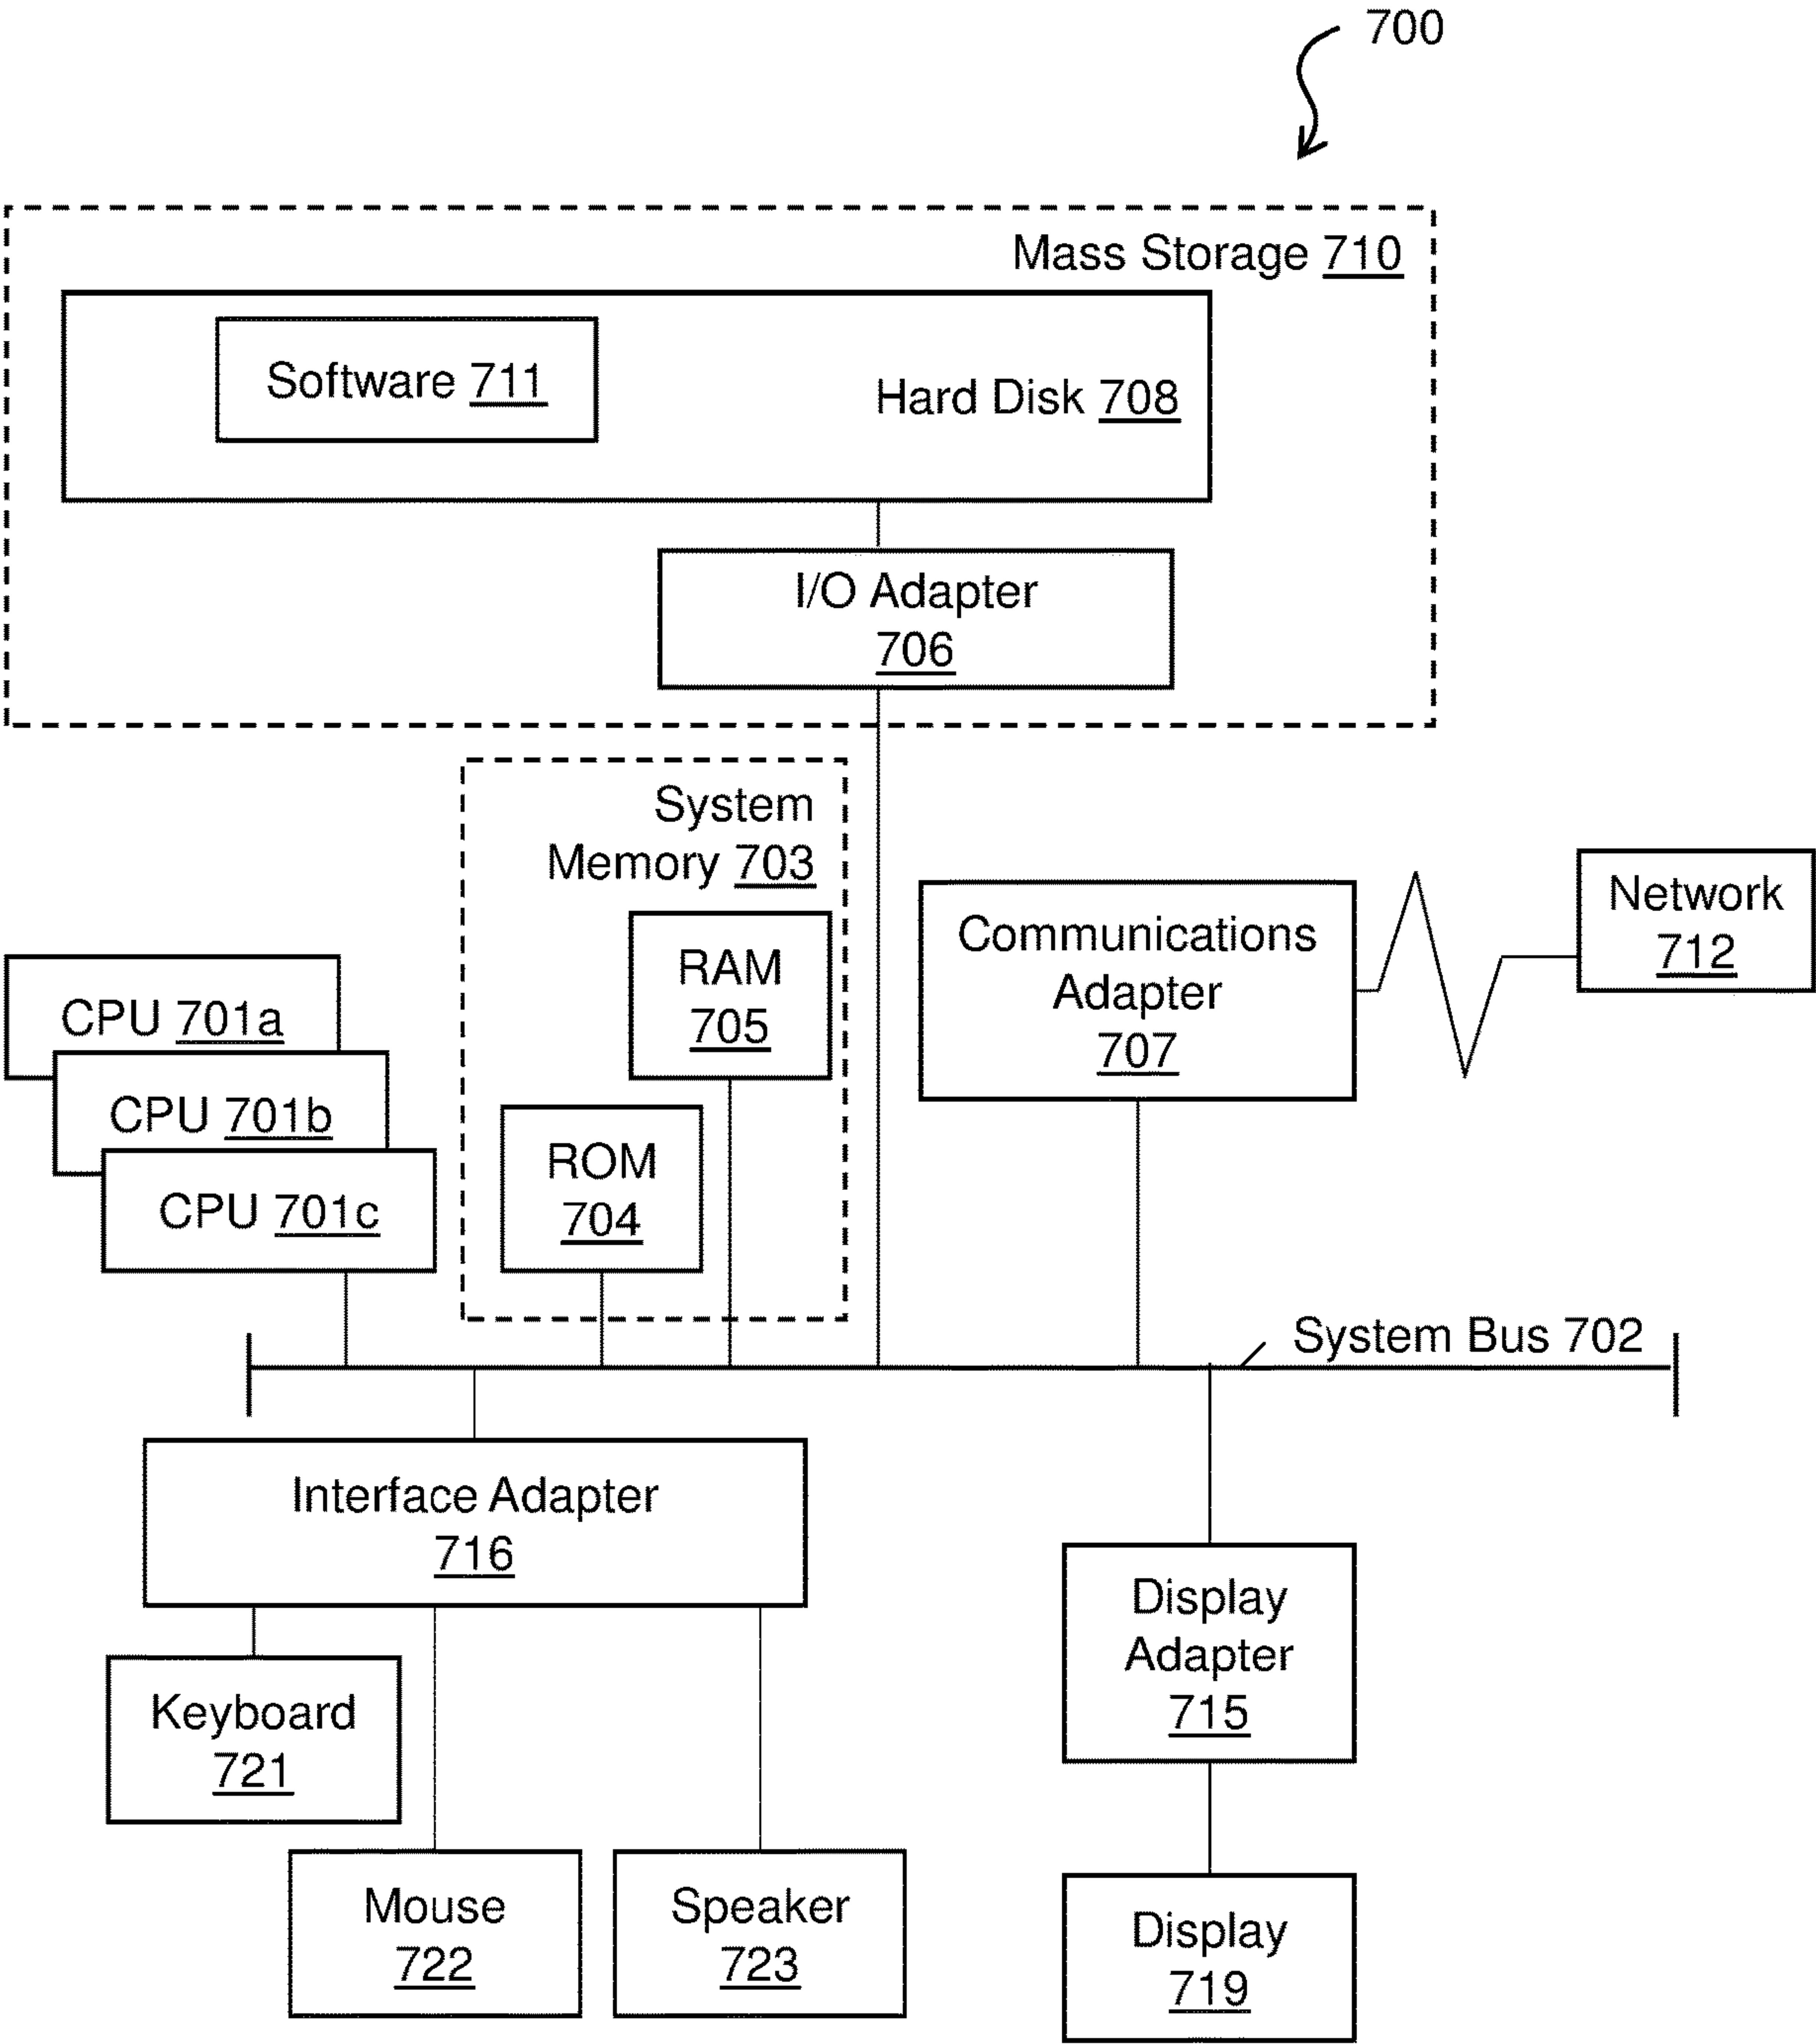 700
Mass Storage 710
Software 711
Hard Disk 708
I/O Adapter
706
System
Memory 703
RAM
705
ROM
704
CPU 701a
CPU 701b
CPU 701c
Communications
Adapter
707
Network
712
System Bus 702
Interface Adapter
716
Keyboard
721
Mouse
722
Speaker
723
Display
Adapter
715
Display
719